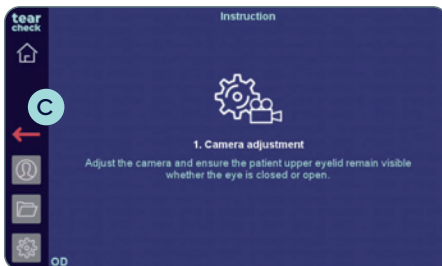 tear
check
Instruction
C
1. Camera adjustment
Adjust the camera and ensure the patient upper eyelid remain visible
whether the eye is closed or open.
OD